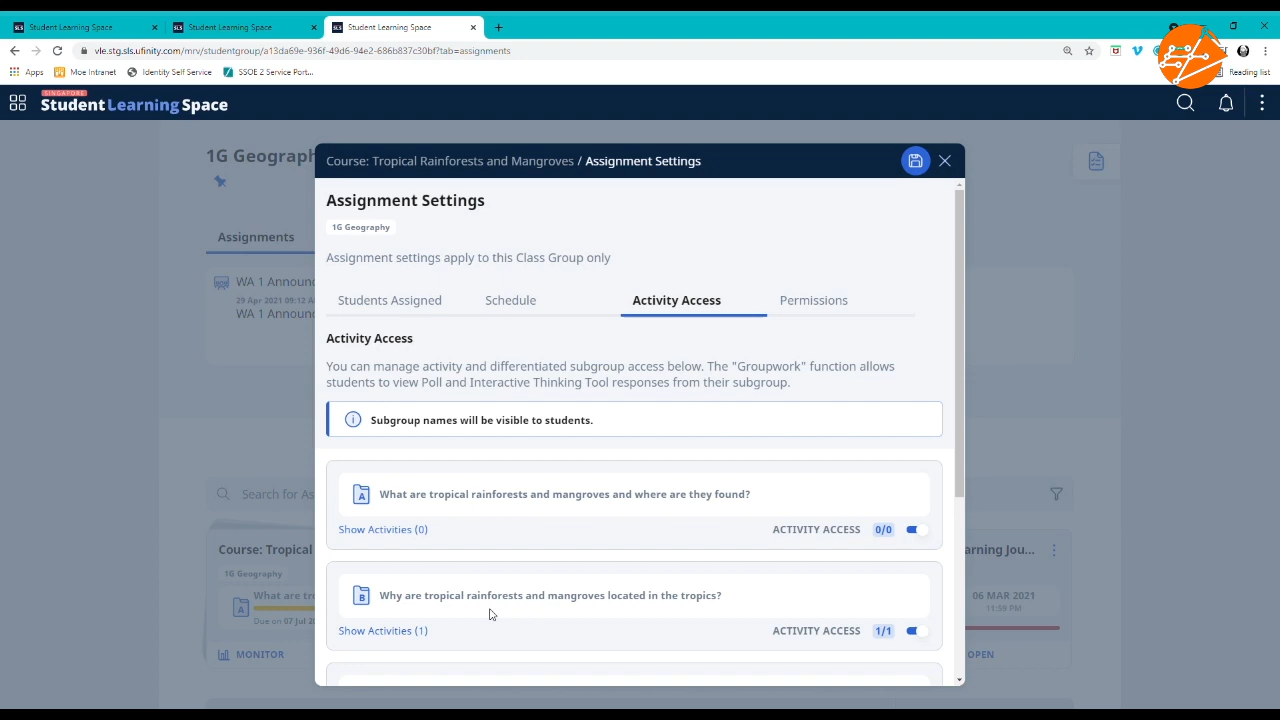 Student Learning Space
Student Learning Space
Student Learning Space
vle.stg.sls.ufinity.com/mrv/studentgroup/a13da69e-936f-49d6-94e2-686b837c30bf?tab=assignments
Apps
Moe Intranet
Identity Self Service
SSOE 2 Service Port...
Reading list
SINGAPORE
StudentLearningSpace
1G Geograph
Course: Tropical Rainforests and Mangroves / Assignment Settings
Assignment Settings
1G Geography
Assignments
Assignment settings apply to this Class Group only
WA 1 Announ
29 Apr 2021 09:12 A
WA 1 Announ
Students Assigned
Schedule
Activity Access
Permissions
Activity Access
You can manage activity and differentiated subgroup access below. The "Groupwork" function allows
students to view Poll and Interactive Thinking Tool responses from their subgroup.
Subgroup names will be visible to students.
Search for As
A
What are tropical rainforests and mangroves and where are they found?
Show Activities (0)
ACTIVITY ACCESS
0/0
Course: Tropical
1G Geography
A
What are tro
Due on 07 Jul 20
MONITOR
arning Jou...
06 MAR 2021
11:59 PM
OPEN
B
Why are tropical rainforests and mangroves located in the tropics?
Show Activities (1)
ACTIVITY ACCESS
1/1